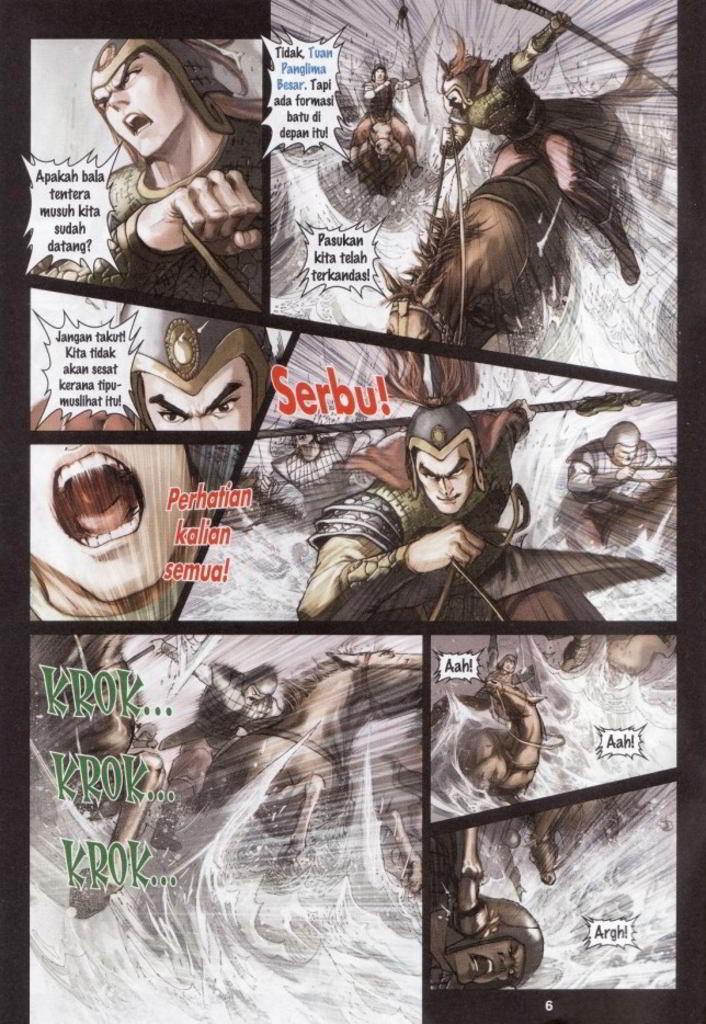 Apakah bala
tentera
musuh kita
sudah
datang?
Tidak, Tuan
Panglima
Besar. Tapi
ada formasi
batu di
depan itu!
Pasukan
kita telah
terkandas!
Jangan takut!
Kita tidak
akan sesat
kerana tipu-
muslihat itu!
Serbu!
Perhatian
kalian
semua!
KROK...
KROK...
KROK...
Aah!
Aah!
Argh!
6